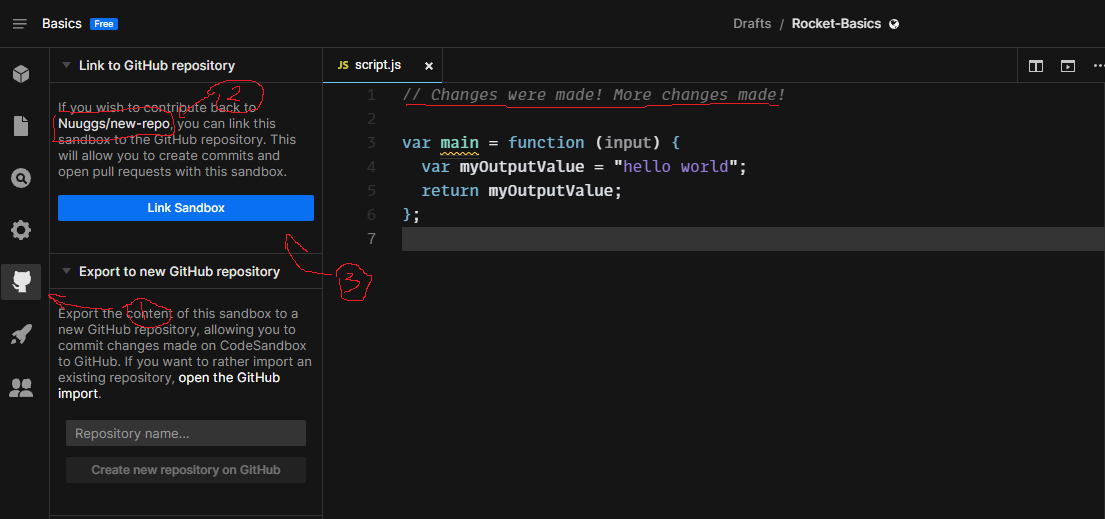 Basics Free
Drafts / Rocket-Basics
Link to GitHub repository
If you wish to contribute back to
Nuuggs/new-repo, you can link this
sandbox to the GitHub repository. This
will allow you to create commits and
open pull requests with this sandbox.
Link Sandbox
Export to new GitHub repository
Export the content of this sandbox to a
new GitHub repository, allowing you to
commit changes made on CodeSandbox
to GitHub. If you want to rather import an
existing repository, open the GitHub
import.
Repository name...
Create new repository on GitHub
2
3
1
JS script.js
1 // Changes were made! More changes made!
2
3 var main = function (input) {
4 var myOutputValue = "hello world";
5 return myOutputValue;
6 };
7